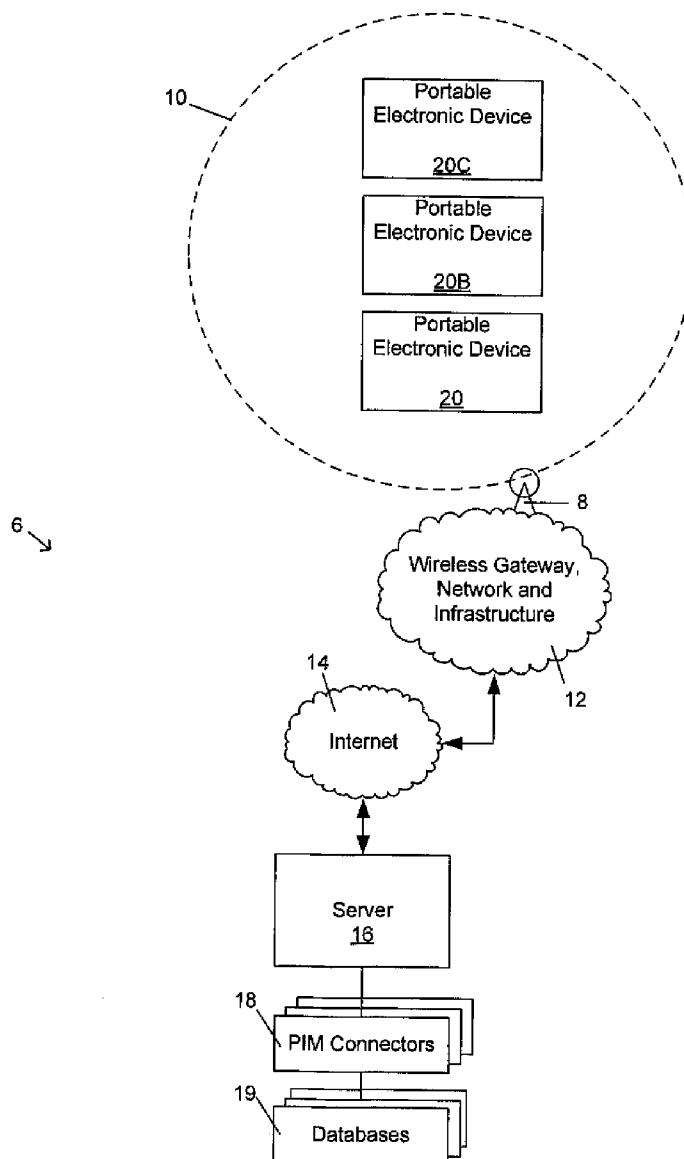 10
Portable
Electronic Device
20C
Portable
Electronic Device
20B
Portable
Electronic Device
20
8
6
Wireless Gateway,
Network and
Infrastructure
12
14
Internet
Server
16
18
PIM Connectors
19
Databases